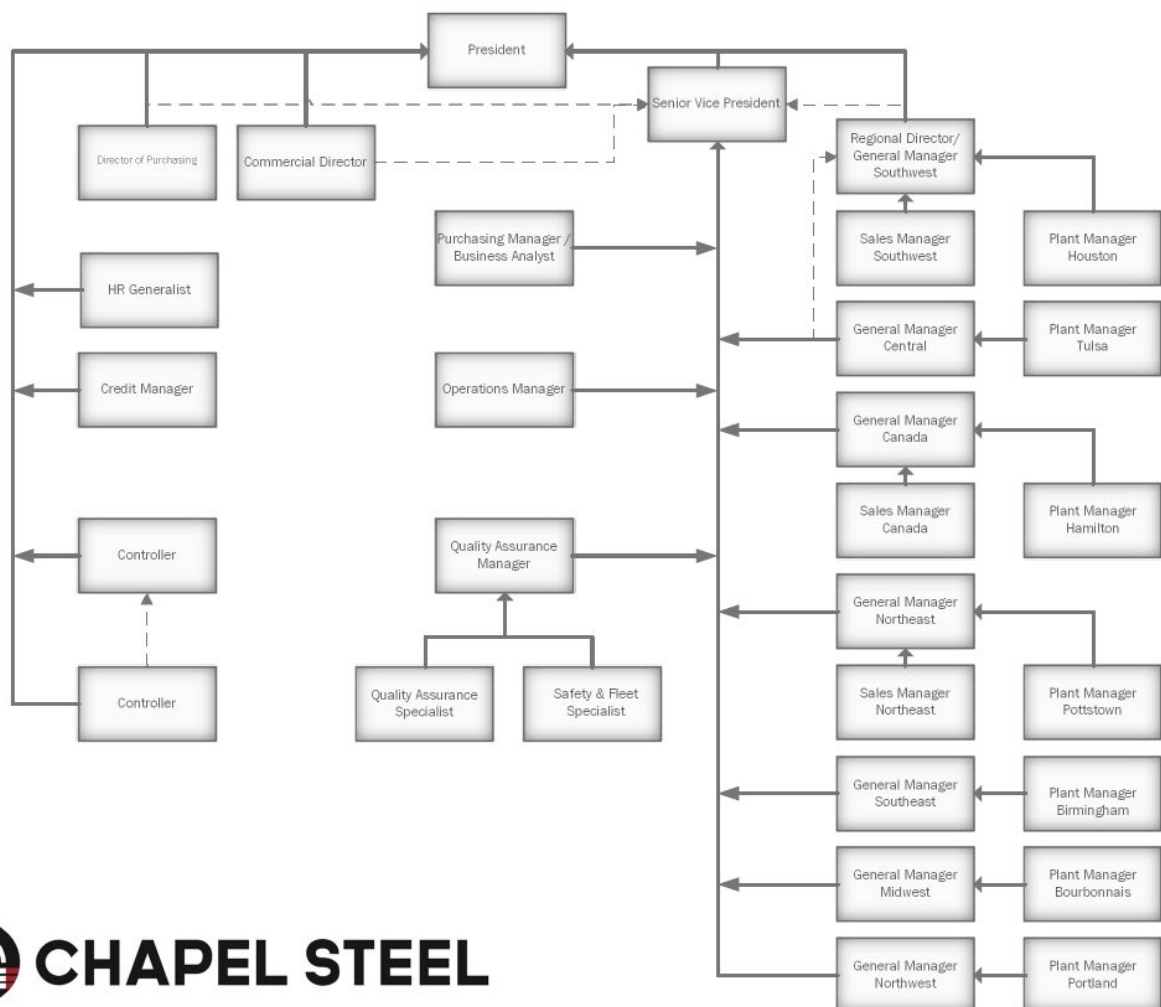 President
Senior Vice President
Director of Purchasing
Commercial Director
Regional Director/
General Manager
Southwest
Purchasing Manager /
Business Analyst
Sales Manager
Southwest
Plant Manager
Houston
HR Generalist
General Manager
Central
Plant Manager
Tulsa
Credit Manager
Operations Manager
General Manager
Canada
Sales Manager
Canada
Plant Manager
Hamilton
Controller
Quality Assurance
Manager
General Manager
Northeast
Controller
Quality Assurance
Specialist
Safety & Fleet
Specialist
Sales Manager
Northeast
Plant Manager
Pottstown
General Manager
Southeast
Plant Manager
Birmingham
General Manager
Midwest
Plant Manager
Bourbonnais
General Manager
Northwest
Plant Manager
Portland
CHAPEL STEEL